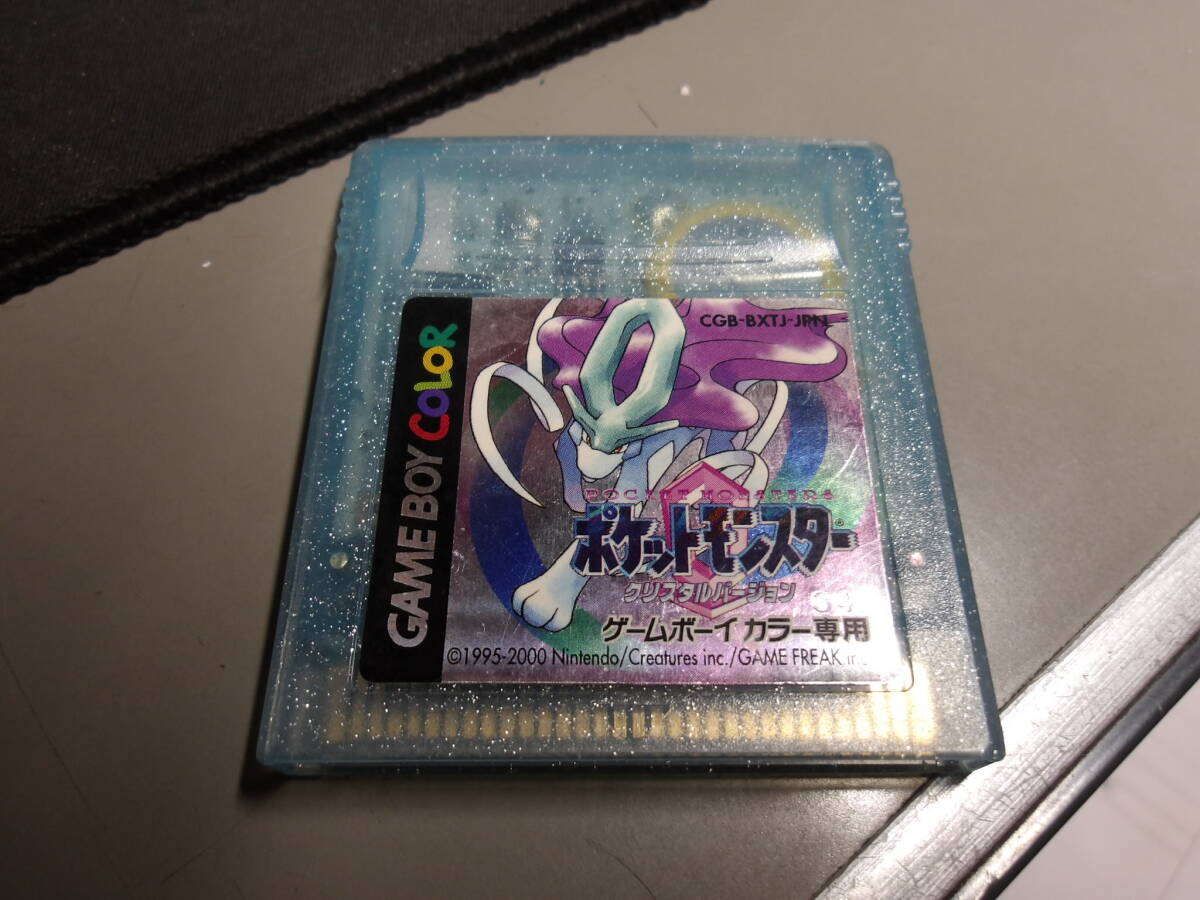 GAME BOY COLOR
CGB-BXTJ-JPN
POCKET MONSTERS
ポケットモンスター
クリスタルバージョン
ゲームボーイ カラー専用
©1995-2000 Nintendo/Creatures inc./GAME FREAK inc.